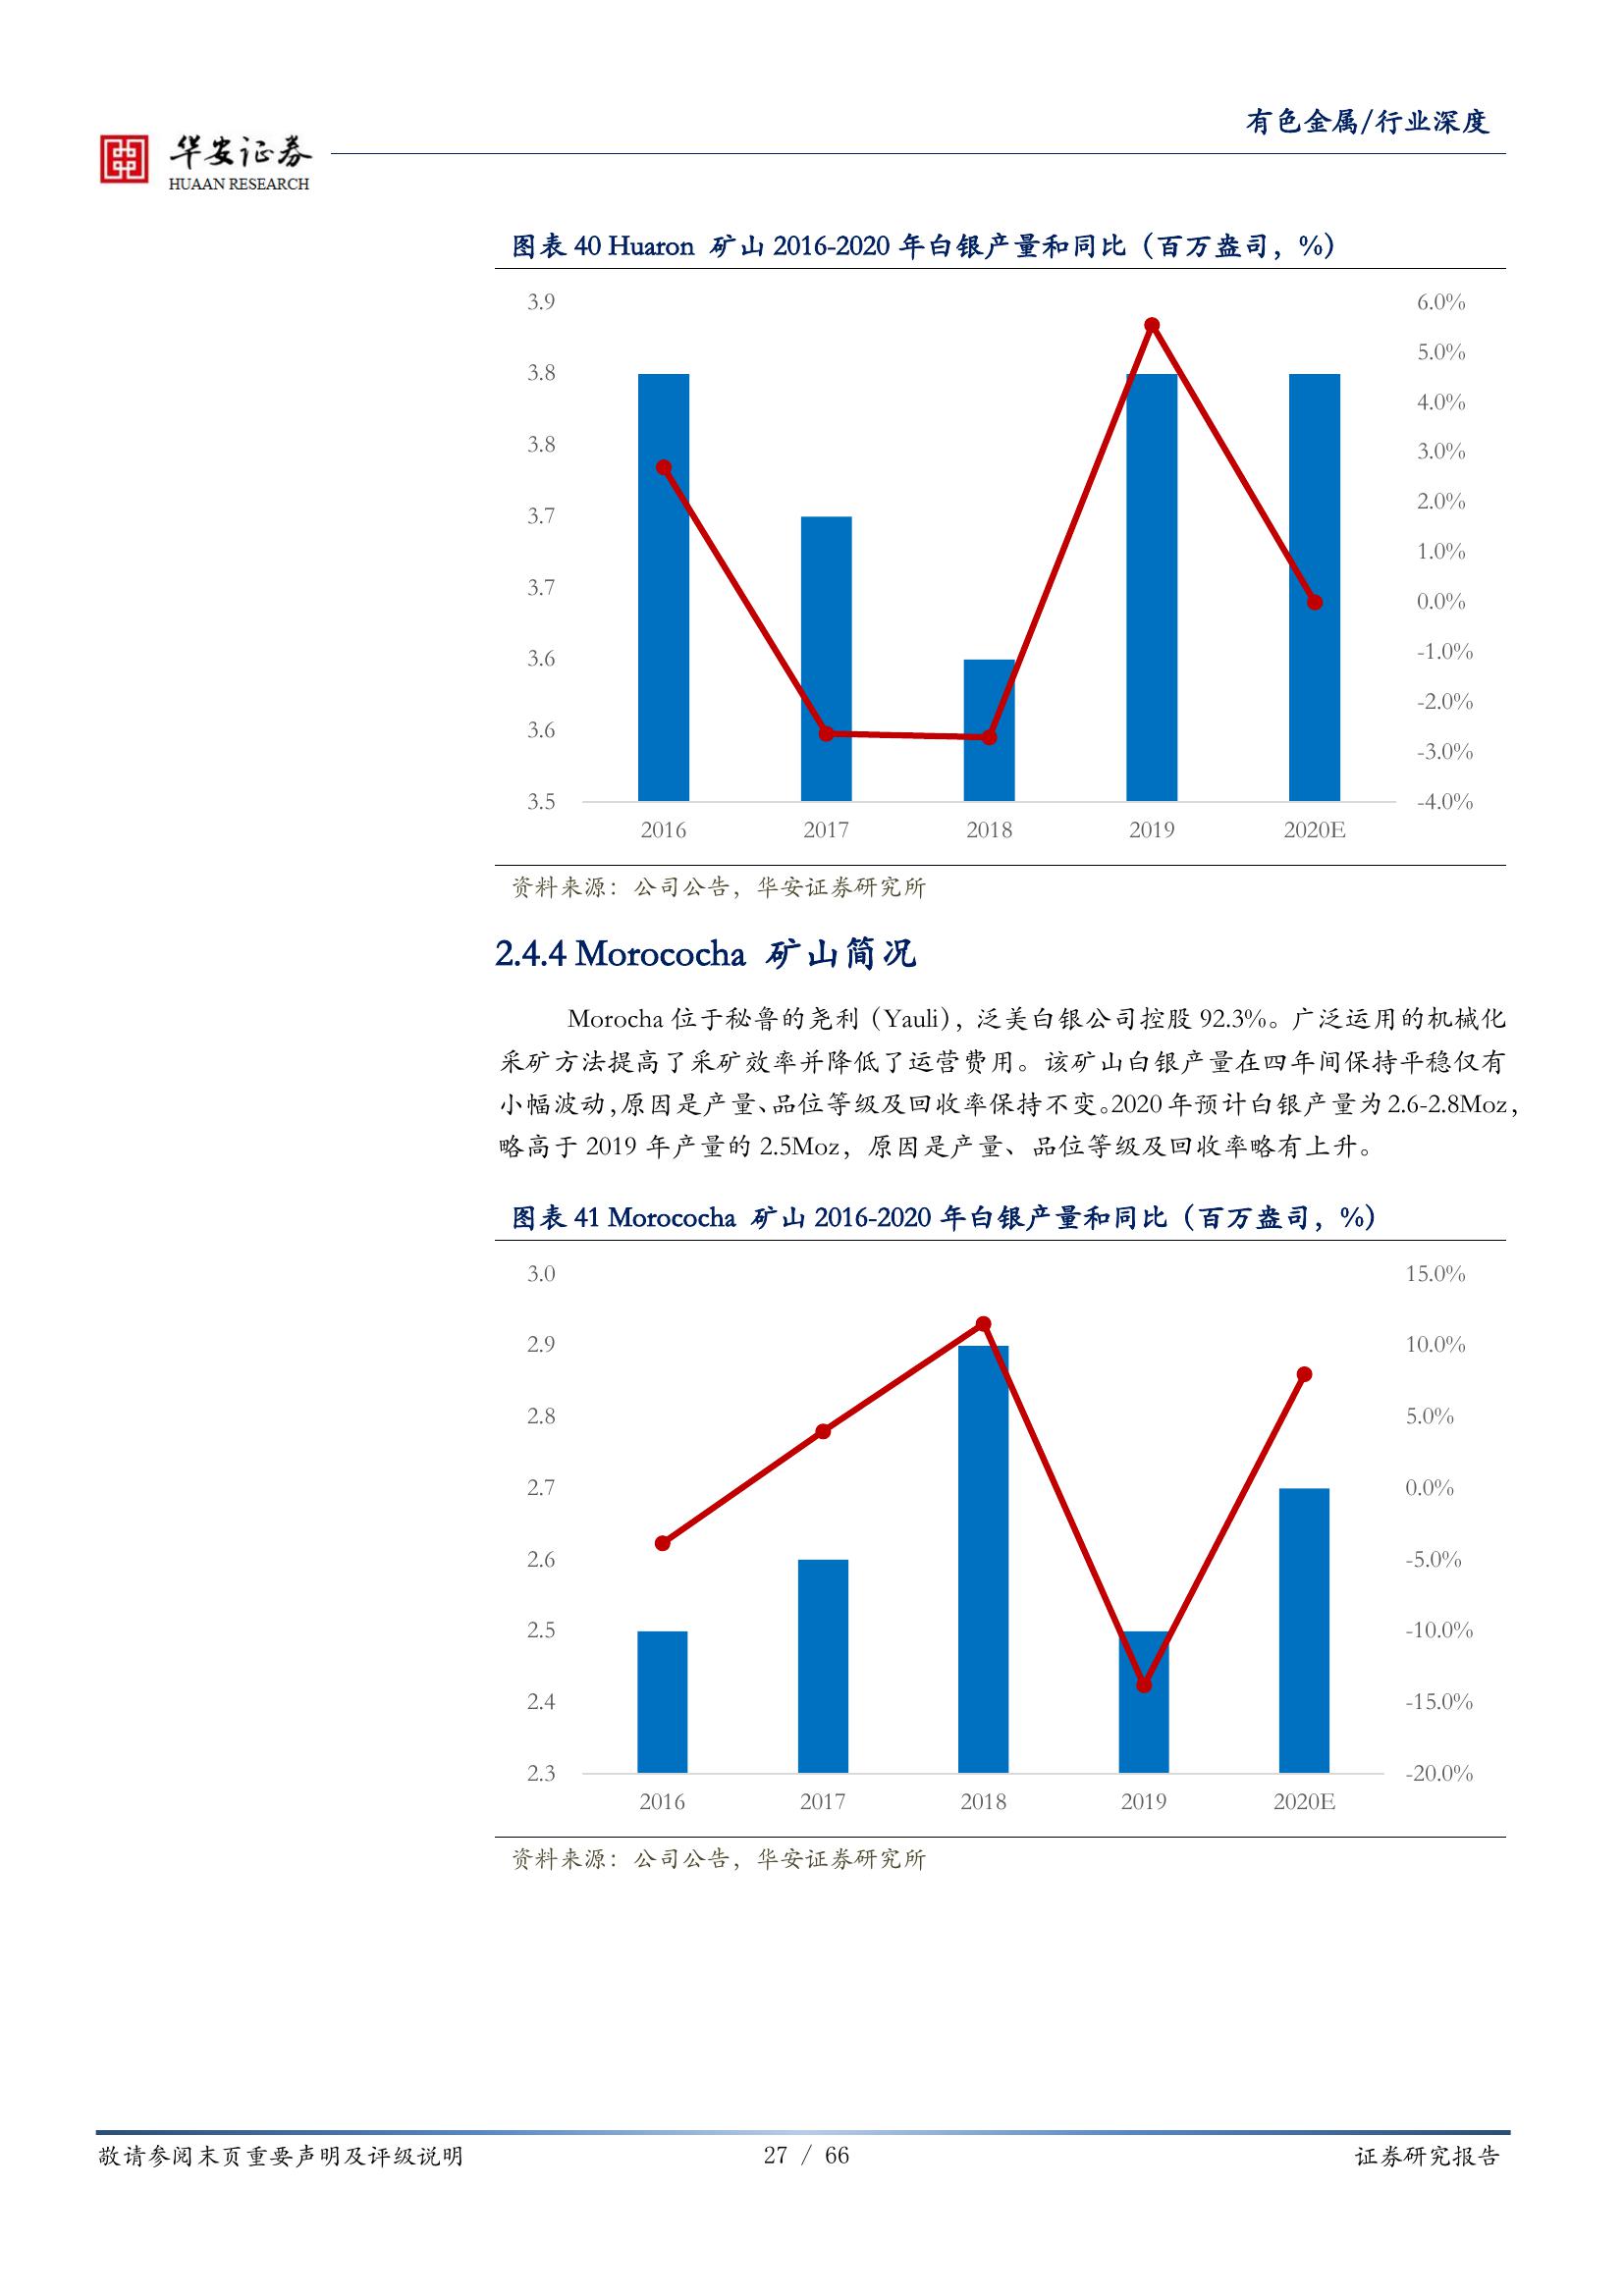 有色金属/行业深度
华安证券
HUAAN RESEARCH
图表 40 Huaron 矿山 2016-2020 年白银产量和同比（百万盎司，%）
3.9
3.8
3.8
3.7
3.7
3.6
3.6
3.5
6.0%
5.0%
4.0%
3.0%
2.0%
1.0%
0.0%
-1.0%
-2.0%
-3.0%
-4.0%
2016 2017 2018 2019 2020E
资料来源：公司公告，华安证券研究所
2.4.4 Morococha 矿山简况
Morocha 位于秘鲁的尧利（Yauli），泛美白银公司控股 92.3%。广泛运用的机械化
采矿方法提高了采矿效率并降低了运营费用。该矿山白银产量在四年间保持平稳仅有
小幅波动，原因是产量、品位等级及回收率保持不变。2020 年预计白银产量为 2.6-2.8Moz，
略高于 2019 年产量的 2.5Moz，原因是产量、品位等级及回收率略有上升。
图表 41 Morococha 矿山 2016-2020 年白银产量和同比（百万盎司，%）
3.0
2.9
2.8
2.7
2.6
2.5
2.4
2.3
15.0%
10.0%
5.0%
0.0%
-5.0%
-10.0%
-15.0%
-20.0%
2016 2017 2018 2019 2020E
资料来源：公司公告，华安证券研究所
敬请参阅末页重要声明及评级说明 27 / 66 证券研究报告